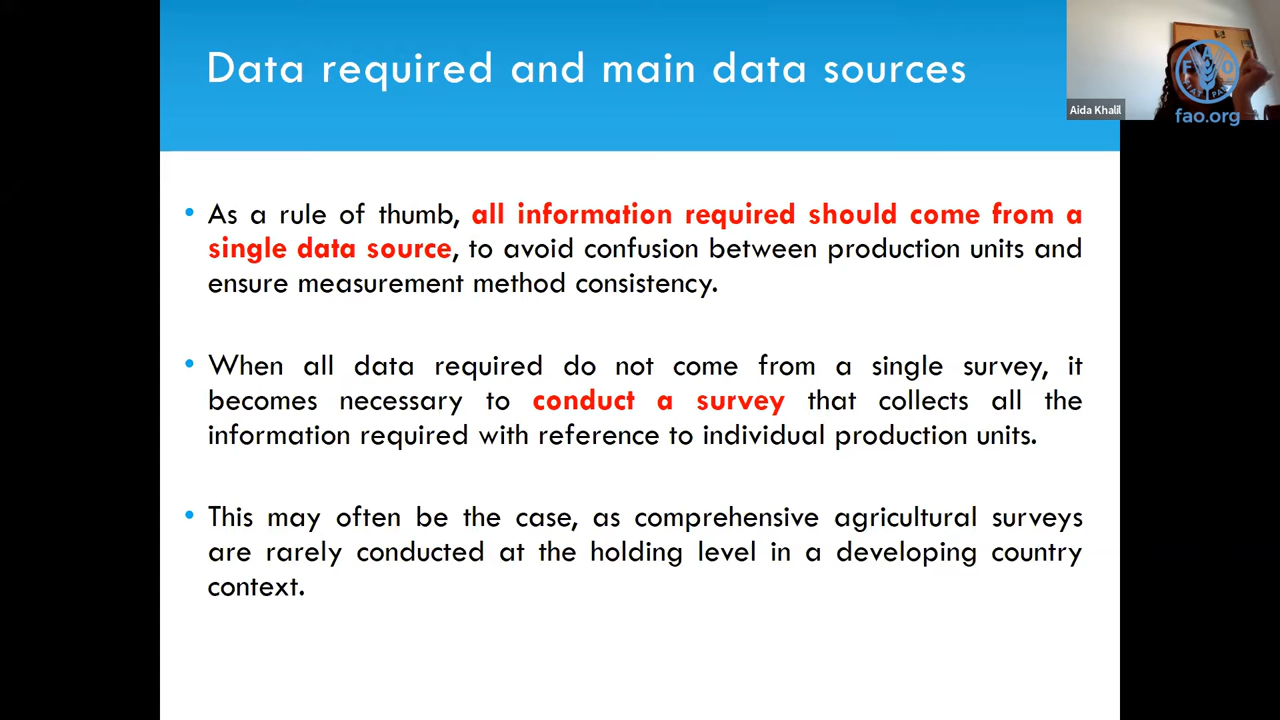 Data required and main data sources
Aida Khalil
FAO
fao.org
• As a rule of thumb, all information required should come from a
single data source, to avoid confusion between production units and
ensure measurement method consistency.
• When all data required do not come from a single survey, it
becomes necessary to conduct a survey that collects all the
information required with reference to individual production units.
• This may often be the case, as comprehensive agricultural surveys
are rarely conducted at the holding level in a developing country
context.